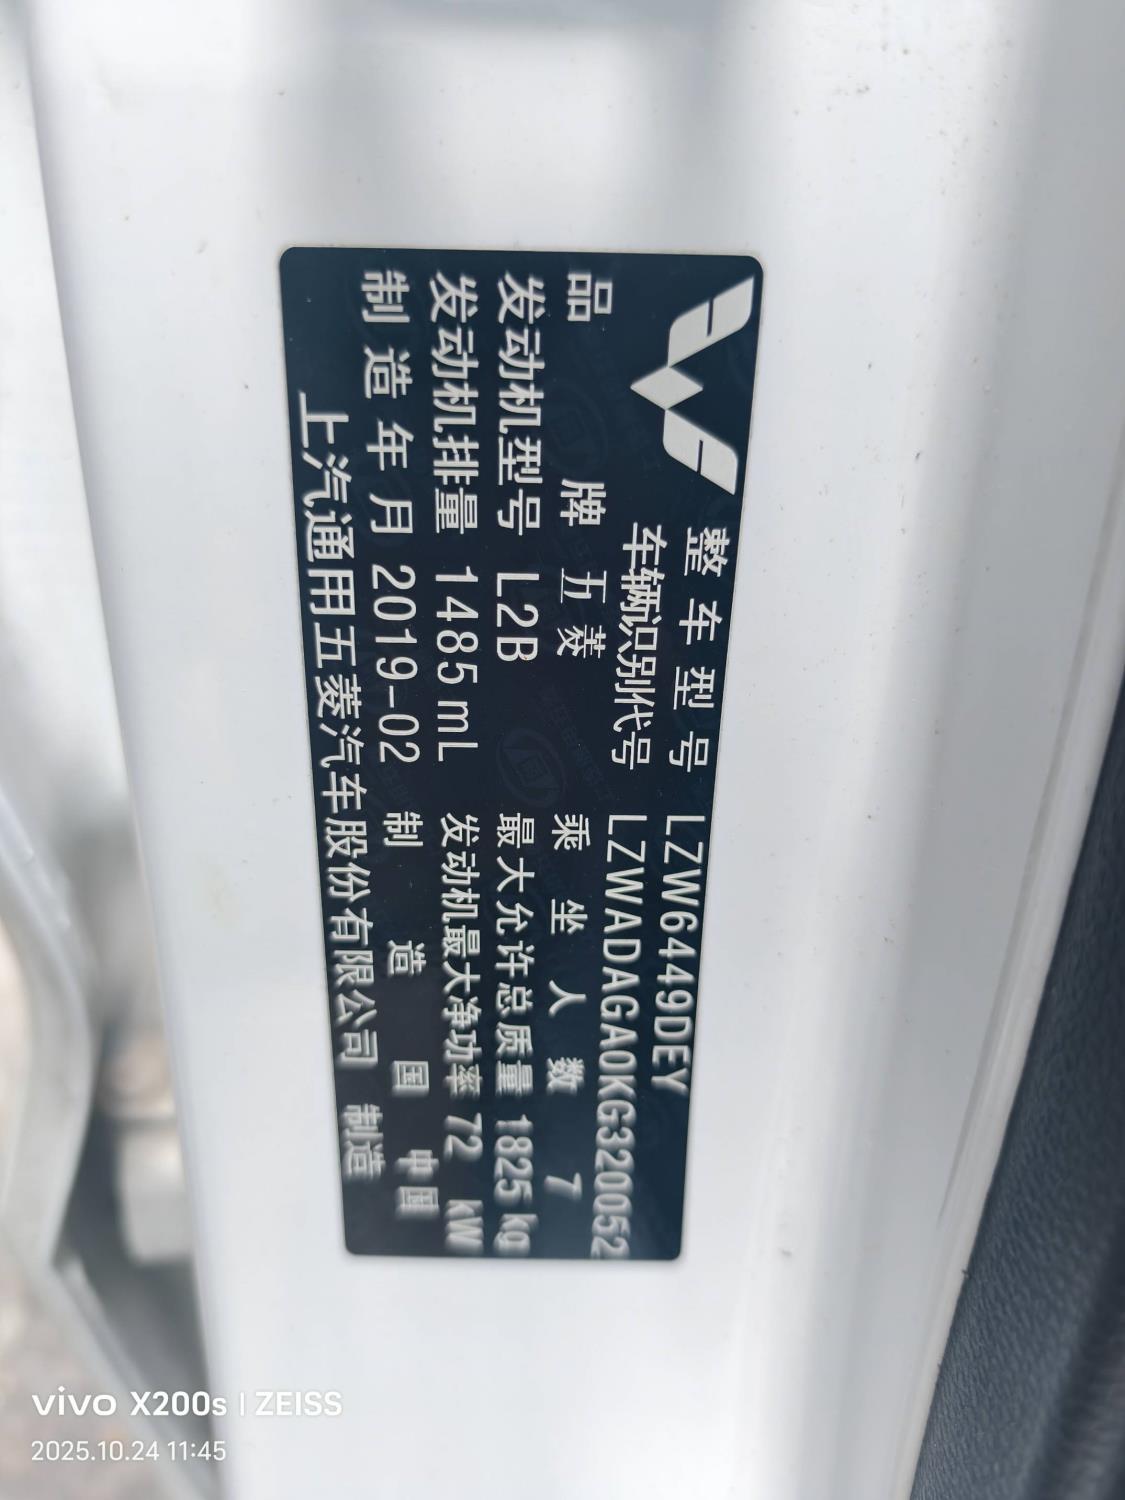 整车型号 LZW6449DEY
车辆识别代号 LZWADAGA0KG320052
品牌 五菱 乘坐人数 7
发动机型号 L2B 最大允许总质量 1825 kg
发动机排量 1485 mL 发动机最大净功率 72 kW
制造年月 2019-02 制造国 中国
上汽通用五菱汽车股份有限公司 制造
vivo X200s | ZEISS
2025.10.24 11:45